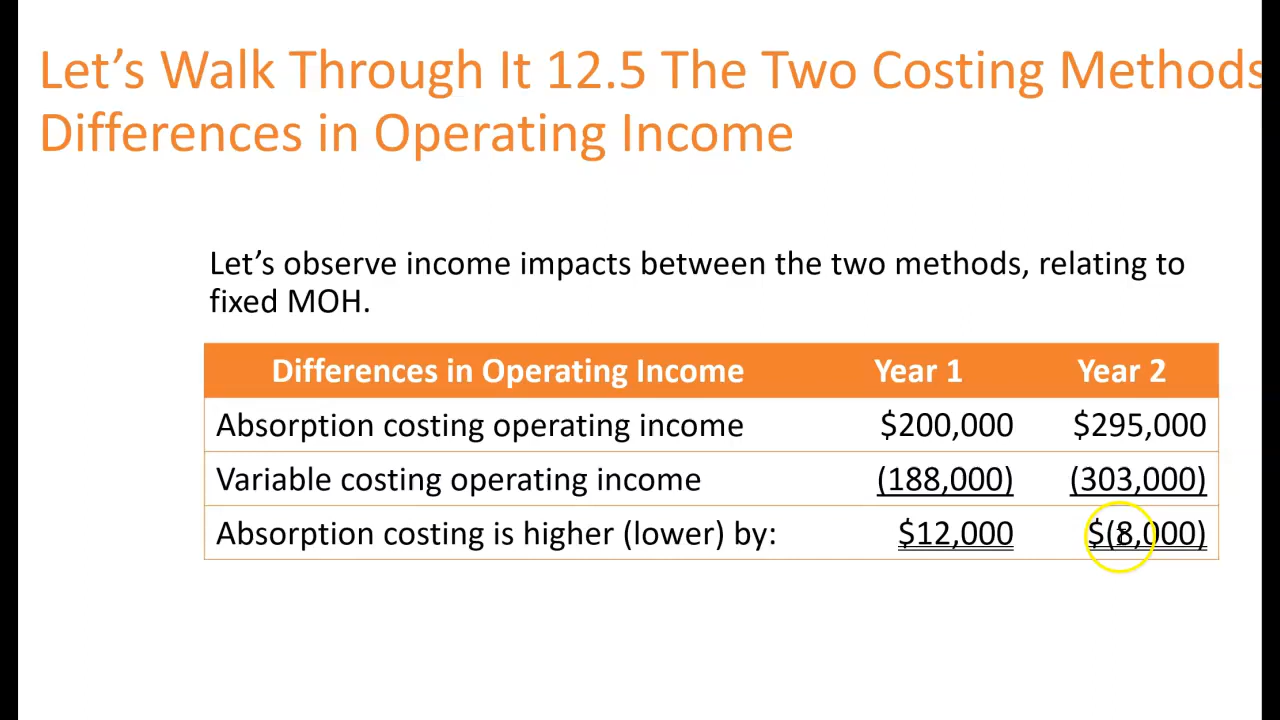 Let's Walk Through It 12.5 The Two Costing Methods
Differences in Operating Income
Let's observe income impacts between the two methods, relating to
fixed MOH.
Differences in Operating Income Year 1 Year 2
Absorption costing operating income $200,000 $295,000
Variable costing operating income (188,000) (303,000)
Absorption costing is higher (lower) by: $12,000 $(8,000)